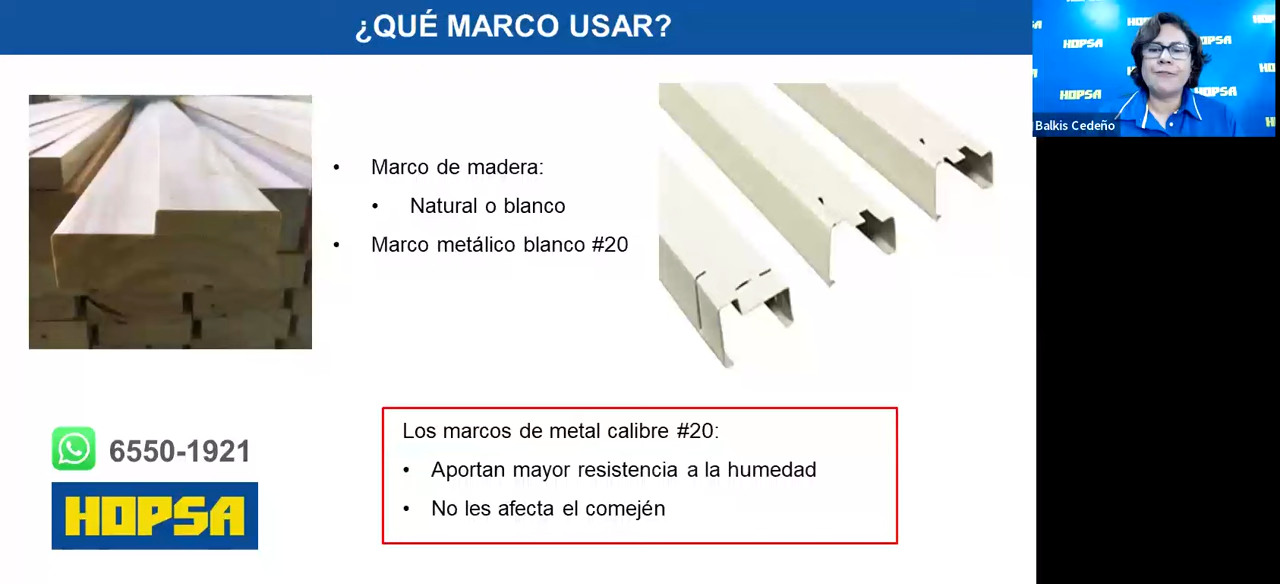 ¿QUÉ MARCO USAR?
• Marco de madera:
• Natural o blanco
• Marco metálico blanco #20
Los marcos de metal calibre #20:
• Aportan mayor resistencia a la humedad
• No les afecta el comején
6550-1921
HOPSA
HOPSA
HOPSA
HOPSA
Balkis Cedeño